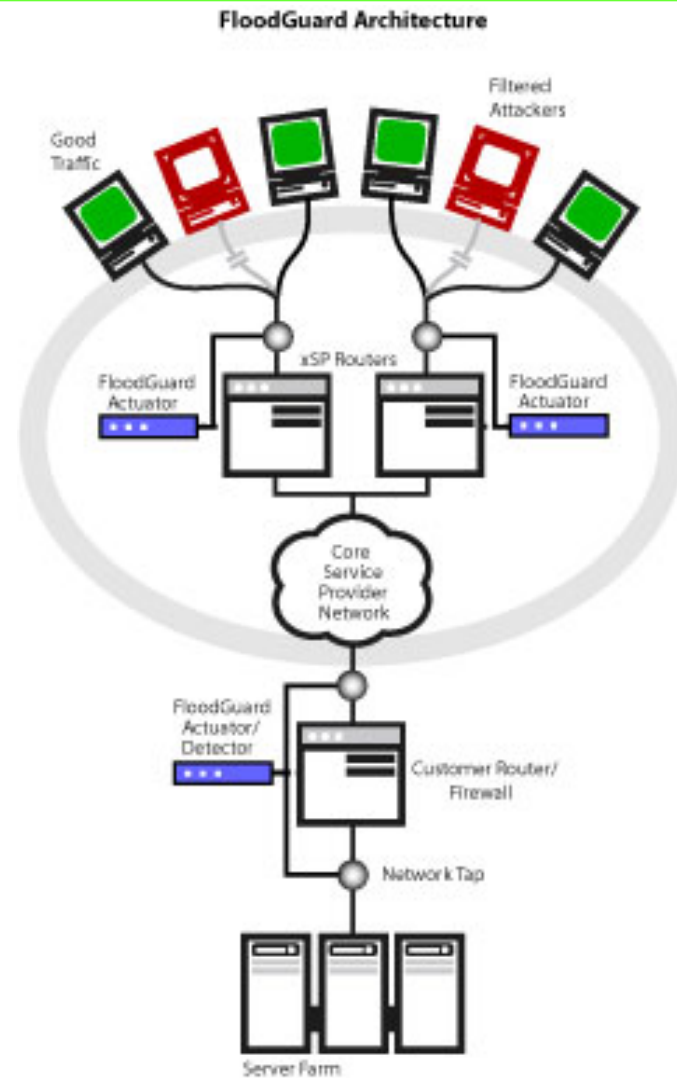 FloodGuard Architecture
Filtered
Attackers
Good
Traffic
xSP Routers
FloodGuard
Actuator
FloodGuard
Actuator
Core
Service
Provider
Network
FloodGuard
Actuator/
Detector
Customer Router/
Firewall
Network Tap
Server Farm